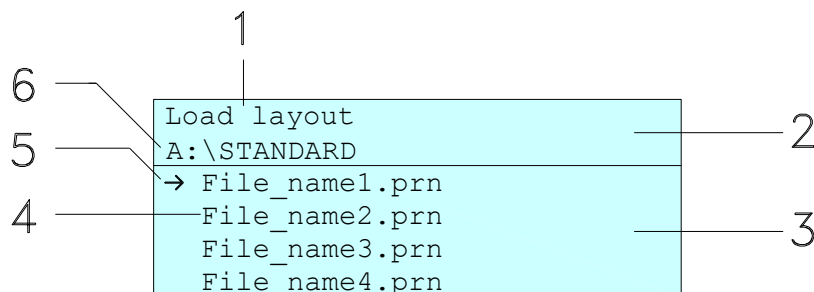 1
6
Load layout
2
5
A:\STANDARD
→ File_name1.prn
4
File_name2.prn
3
File_name3.prn
File_name4.prn